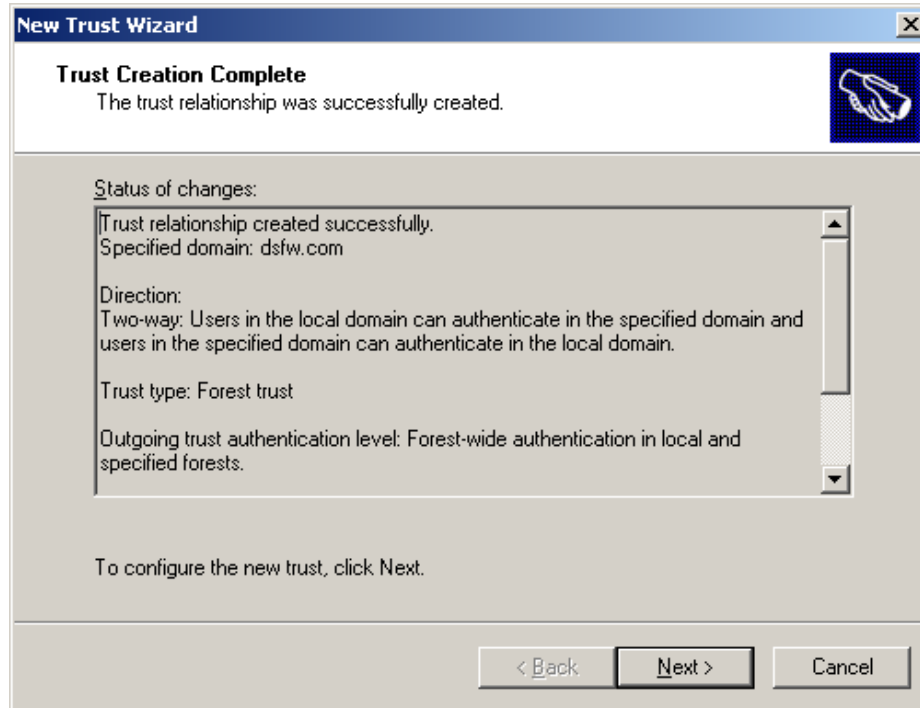 New Trust Wizard
Trust Creation Complete
The trust relationship was successfully created.
Status of changes:
Trust relationship created successfully.
Specified domain: dsfw.com
Direction:
Two-way: Users in the local domain can authenticate in the specified domain and
users in the specified domain can authenticate in the local domain.
Trust type: Forest trust
Outgoing trust authentication level: Forest-wide authentication in local and
specified forests.
To configure the new trust, click Next.
< Back Next > Cancel